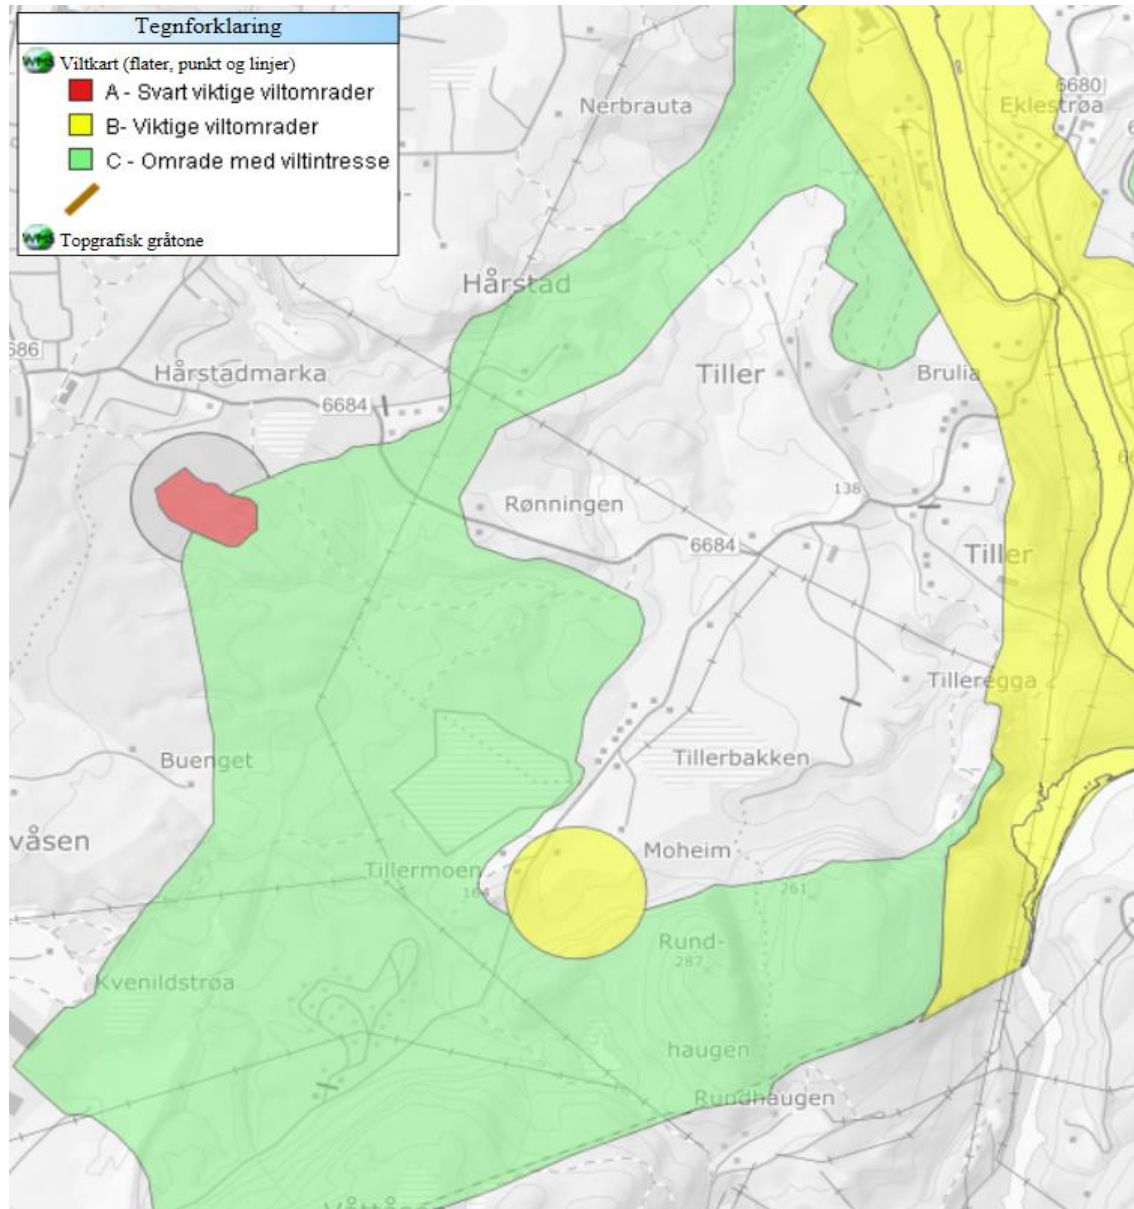 Tegnforklaring
WMS Viltkart (flater, punkt og linjer)
A - Svart viktige viltomrader
B- Viktige viltomrader
C - Omrade med viltintresse
WMS Topgrafisk gråtone
Nerbrauta
6680
Eklestrøa
Hårstad
686
Hårstadmarka
6684
Tiller
Brulia
138
Rønningen
6684
Tiller
Tilleregga
Buenget
Tillerbakken
våsen
Moheim
Tillermoen
164
261
Rund-
287
Kvenildstrøa
haugen
Rundhaugen